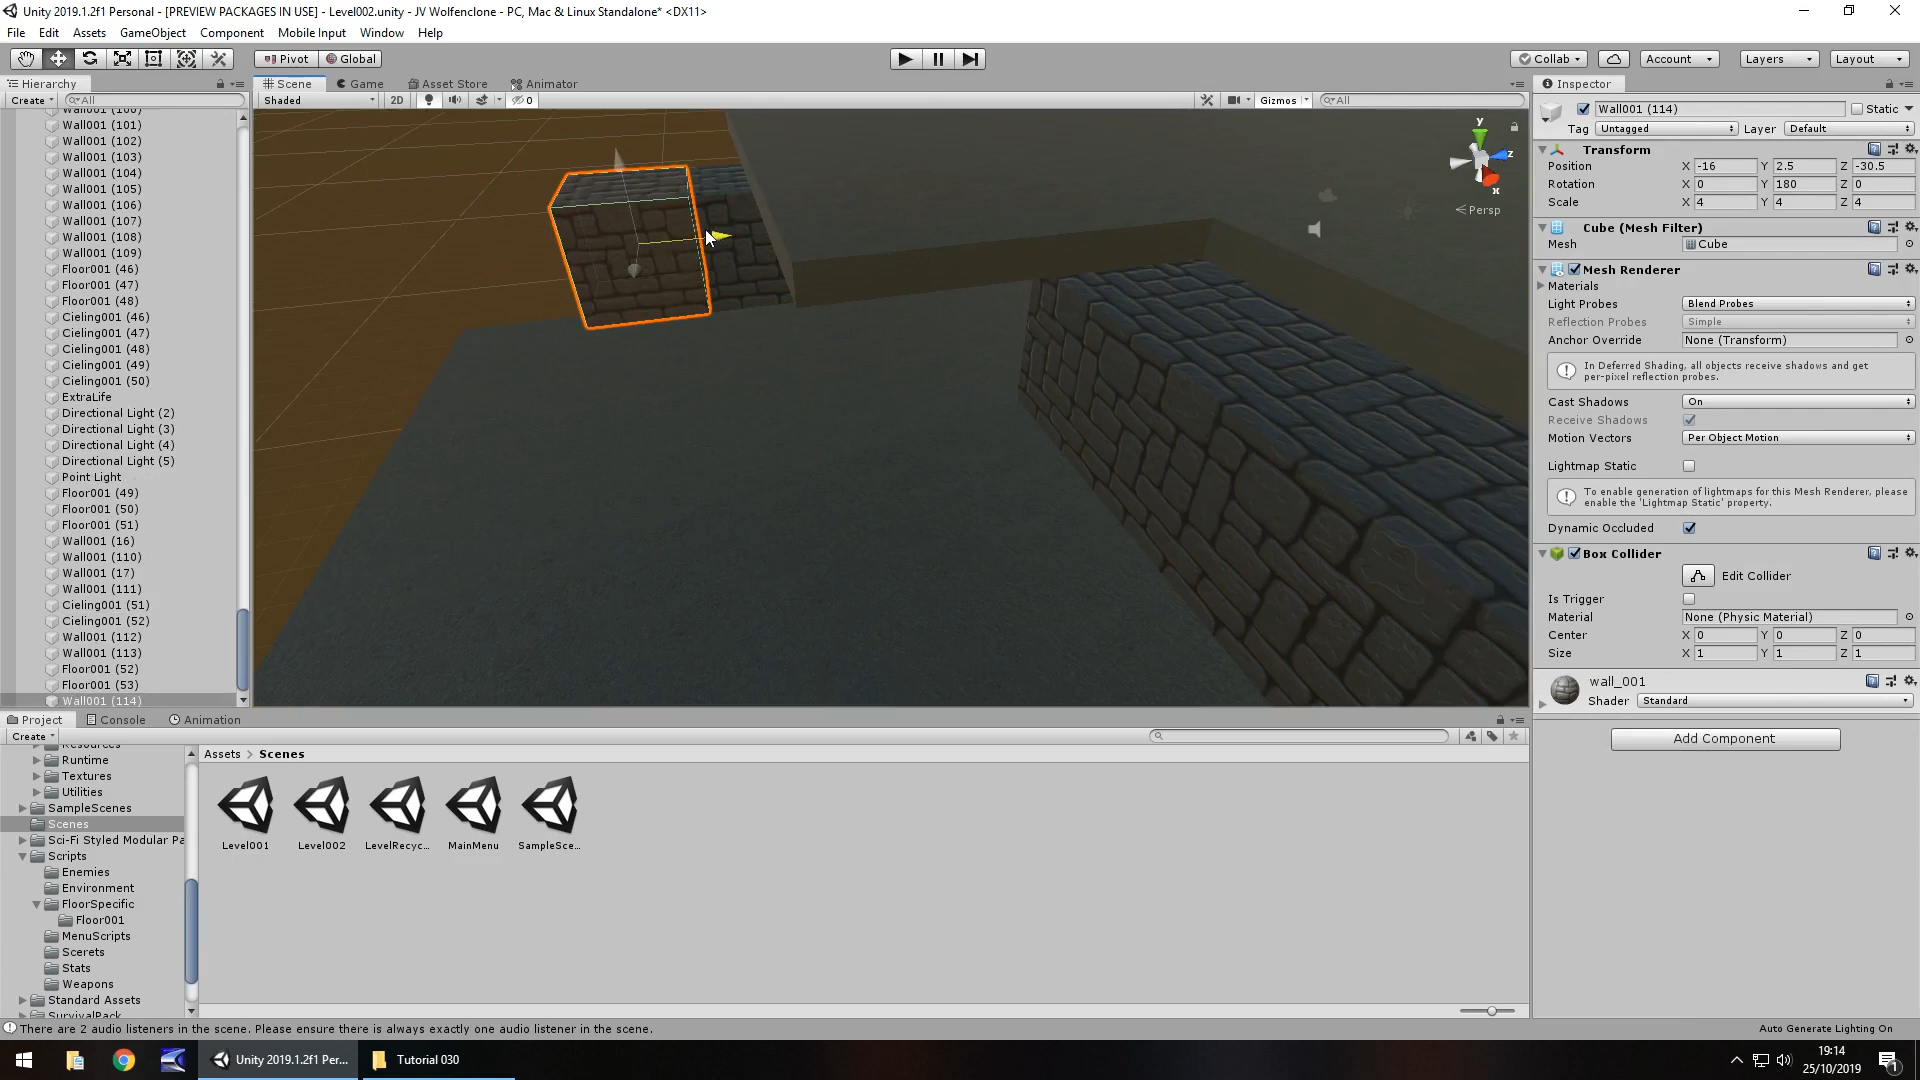 Unity 2019.1.2f1 Personal - [PREVIEW PACKAGES IN USE] - Level002.unity - JV Wolfenclone - PC, Mac & Linux Standalone* <DX11>
File Edit Assets GameObject Component Mobile Input Window Help
Pivot Global Collab Account Layers Layout
Hierarchy
Create All
Wall001 (100)
Wall001 (101)
Wall001 (102)
Wall001 (103)
Wall001 (104)
Wall001 (105)
Wall001 (106)
Wall001 (107)
Wall001 (108)
Wall001 (109)
Floor001 (46)
Floor001 (47)
Floor001 (48)
Cieling001 (46)
Cieling001 (47)
Cieling001 (48)
Cieling001 (49)
Cieling001 (50)
ExtraLife
Directional Light (2)
Directional Light (3)
Directional Light (4)
Directional Light (5)
Point Light
Floor001 (49)
Floor001 (50)
Floor001 (51)
Wall001 (16)
Wall001 (110)
Wall001 (17)
Wall001 (111)
Cieling001 (51)
Cieling001 (52)
Wall001 (112)
Wall001 (113)
Floor001 (52)
Floor001 (53)
Wall001 (114)
Scene Game Asset Store Animator
Shaded 2D 0 Gizmos All
y
z
x
Persp
Inspector
Wall001 (114) Static
Tag Untagged Layer Default
Transform
Position X -16 Y 2.5 Z -30.5
Rotation X 0 Y 180 Z 0
Scale X 4 Y 4 Z 4
Cube (Mesh Filter)
Mesh Cube
Mesh Renderer
Materials
Light Probes Blend Probes
Reflection Probes Simple
Anchor Override None (Transform)
In Deferred Shading, all objects receive shadows and get
per-pixel reflection probes.
Cast Shadows On
Receive Shadows
Motion Vectors Per Object Motion
Lightmap Static
To enable generation of lightmaps for this Mesh Renderer, please
enable the 'Lightmap Static' property.
Dynamic Occluded
Box Collider
Edit Collider
Is Trigger
Material None (Physic Material)
Center X 0 Y 0 Z 0
Size X 1 Y 1 Z 1
wall_001
Shader Standard
Add Component
Project Console Animation
Create
Resources
Runtime
Textures
Utilities
SampleScenes
Scenes
Sci-Fi Styled Modular Pa
Scripts
Enemies
Environment
FloorSpecific
Floor001
MenuScripts
Scerets
Stats
Weapons
Standard Assets
SurvivalPack
Assets > Scenes
Level001 Level002 LevelRecyc... MainMenu SampleSce...
There are 2 audio listeners in the scene. Please ensure there is always exactly one audio listener in the scene.
Auto Generate Lighting On
Unity 2019.1.2f1 Per... Tutorial 030
19:14
25/10/2019
1